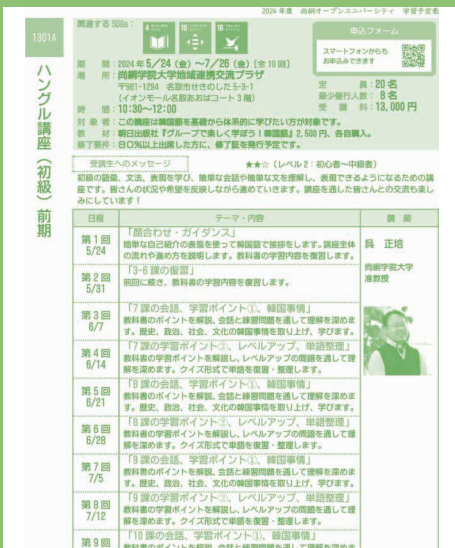 2024年度 尚絅オープンユニバーシティ 学習予定表
1301A
ハングル講座（初級）前期
関連する SDGs：
4
10
16
申込フォーム
スマートフォンからも
お申込みできます
期 間：2024年5／24（金）～7／26（金）［全10回］
場 所：尚絅学院大学地域連携交流プラザ
〒981-1294 名取市せきのした5-3-1
（イオンモール名取あおばコート3階）
時 間：10:30～12:00
定 員：20名
最少催行人数：8名
受 講 料：13,000円
対 象 者：この講座は韓国語を基礎から体系的に学びたい方が対象です。
教 材：朝日出版社『グループで楽しく学ぼう！韓国語』2,500円、各自購入。
修了要件：80％以上出席した方に、修了証を発行予定です。
受講生へのメッセージ
★★☆（レベル2：初心者～中級者）
初級の語彙、文法、表現を学び、簡単な会話や簡単な文を理解し、表現できるようになるための講
座です。皆さんの状況や希望を反映しながら進めていきます。講座を通した皆さんとの交流も楽し
みにしています！
日程 テーマ・内容 講 師
第1回
5/24
「顔合わせ・ガイダンス」
簡単な自己紹介の表現を使って韓国語で挨拶をします。講座全体
の流れや進め方を説明します。教科書の学習内容を復習します。
呉 正培
尚絅学院大学
准教授
第2回
5/31
「3-6課の復習」
前回に続き、教科書の学習内容を復習します。
第3回
6/7
「7課の会話、学習ポイント①、韓国事情」
教科書のポイントを解説、会話と練習問題を通して理解を深めま
す。歴史、政治、社会、文化の韓国事情を取り上げ、学びます。
第4回
6/14
「7課の学習ポイント②、レベルアップ、単語整理」
教科書の学習ポイントを解説し、レベルアップの問題を通して理
解を深めます。クイズ形式で単語を復習・整理します。
第5回
6/21
「8課の会話、学習ポイント①、韓国事情」
教科書のポイントを解説、会話と練習問題を通して理解を深めま
す。歴史、政治、社会、文化の韓国事情を取り上げ、学びます。
第6回
6/28
「8課の学習ポイント②、レベルアップ、単語整理」
教科書の学習ポイントを解説し、レベルアップの問題を通して理
解を深めます。クイズ形式で単語を復習・整理します。
第7回
7/5
「9課の会話、学習ポイント①、韓国事情」
教科書のポイントを解説、会話と練習問題を通して理解を深めま
す。歴史、政治、社会、文化の韓国事情を取り上げ、学びます。
第8回
7/12
「9課の学習ポイント②、レベルアップ、単語整理」
教科書の学習ポイントを解説し、レベルアップの問題を通して理
解を深めます。クイズ形式で単語を復習・整理します。
第9回
「10課の会話、学習ポイント①、韓国事情」
教科書のポイントを解説、会話と練習問題を通して理解を深めま